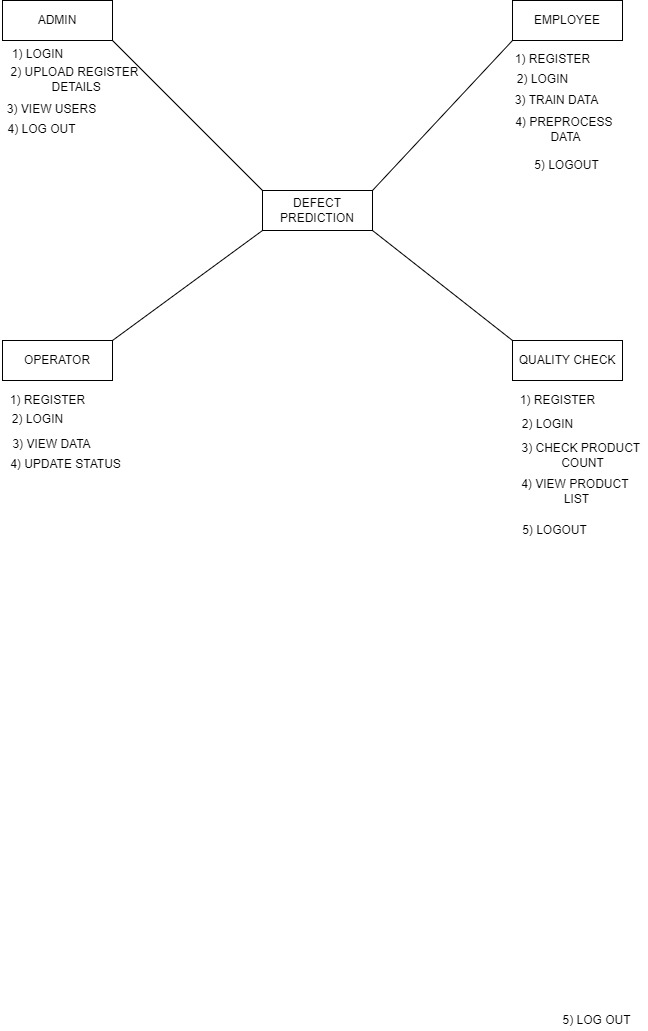 ADMIN
1) LOGIN
2) UPLOAD REGISTER
DETAILS
3) VIEW USERS
4) LOG OUT
EMPLOYEE
1) REGISTER
2) LOGIN
3) TRAIN DATA
4) PREPROCESS
DATA
5) LOGOUT
DEFECT
PREDICTION
OPERATOR
1) REGISTER
2) LOGIN
3) VIEW DATA
4) UPDATE STATUS
QUALITY CHECK
1) REGISTER
2) LOGIN
3) CHECK PRODUCT
COUNT
4) VIEW PRODUCT
LIST
5) LOGOUT
5) LOG OUT